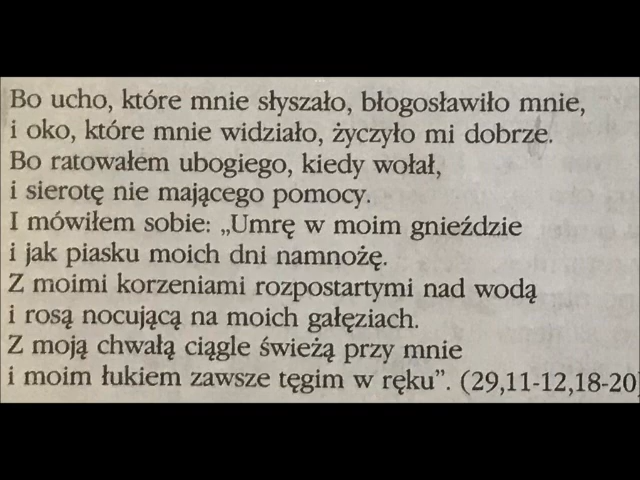 Bo ucho, które mnie słyszało, błogosławiło mnie,
i oko, które mnie widziało, życzyło mi dobrze.
Bo ratowałem ubogiego, kiedy wołał,
i sierotę nie mającego pomocy.
I mówiłem sobie: „Umrę w moim gnieździe
i jak piasku moich dni namnożę.
Z moimi korzeniami rozpostartymi nad wodą
i rosą nocującą na moich gałęziach.
Z moją chwałą ciągle świeżą przy mnie
i moim łukiem zawsze tęgim w ręku”. (29,11-12,18-20)